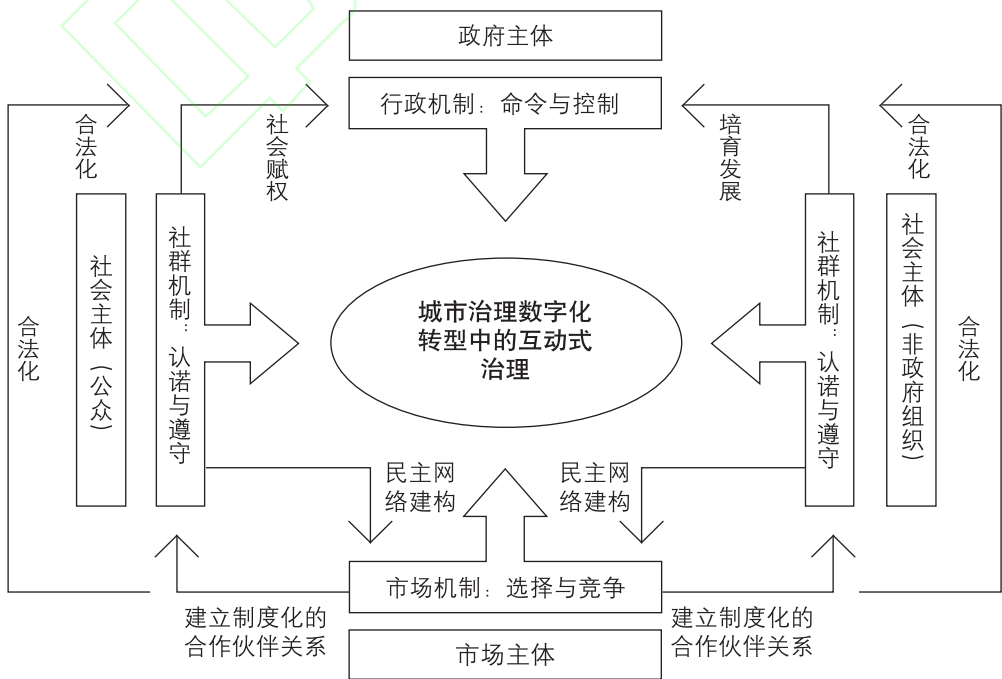 政府主体
行政机制：命令与控制
合法化
社会赋权
培育发展
合法化
合法化
社会主体（公众）
社群机制：认诺与遵守
城市治理数字化
转型中的互动式
治理
社群机制：认诺与遵守
社会主体（非政府组织）
合法化
民主网
络建构
民主网
络建构
市场机制：选择与竞争
建立制度化的
合作伙伴关系
建立制度化的
合作伙伴关系
市场主体